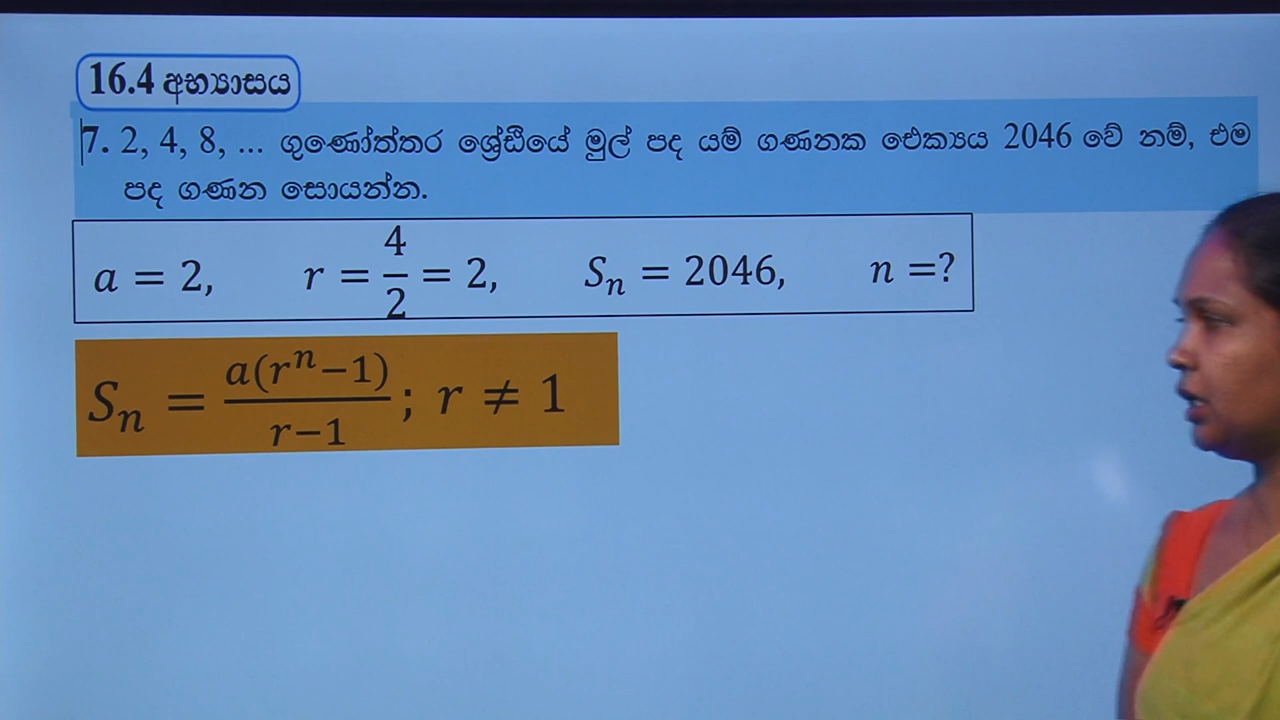 16.4 අභ්‍යාසය
7. 2, 4, 8, ... ගුණෝත්තර ශ්‍රේඪියේ මුල් පද යම් ගණනක ඓක්‍යය 2046 වේ නම්, එම
පද ගණන සොයන්න.
a = 2, r = 4/2 = 2, Sₙ = 2046, n =?
Sₙ = a(rⁿ−1)/r−1 ; r ≠ 1